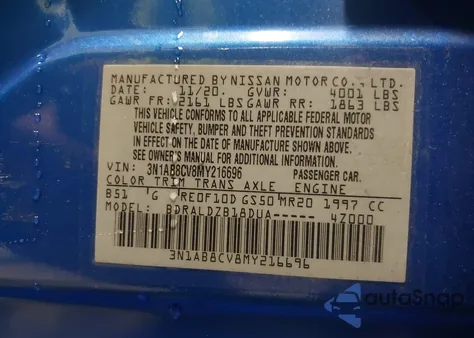 MANUFACTURED BY NISSAN MOTOR CO., LTD.
DATE: 11/20. GVWR: 4001 LBS
GAWR FR: 2161 LBS GAWR RR: 1863 LBS
THIS VEHICLE CONFORMS TO ALL APPLICABLE FEDERAL MOTOR
VEHICLE SAFETY, BUMPER AND THEFT PREVENTION STANDARDS
IN EFFECT ON THE DATE OF MANUFACTURE SHOWN ABOVE.
SEE OWNER'S MANUAL FOR ADDITIONAL INFORMATION.
VIN: 3N1AB8CV8MY216696 PASSENGER CAR.
COLOR TRIM TRANS AXLE ENGINE
B51 G RE0F10D GS50 MR20 1997 CC
MODEL: BDRALDZB18DUA----- 4Z000
3N1AB8CV8MY216696
autoSnap